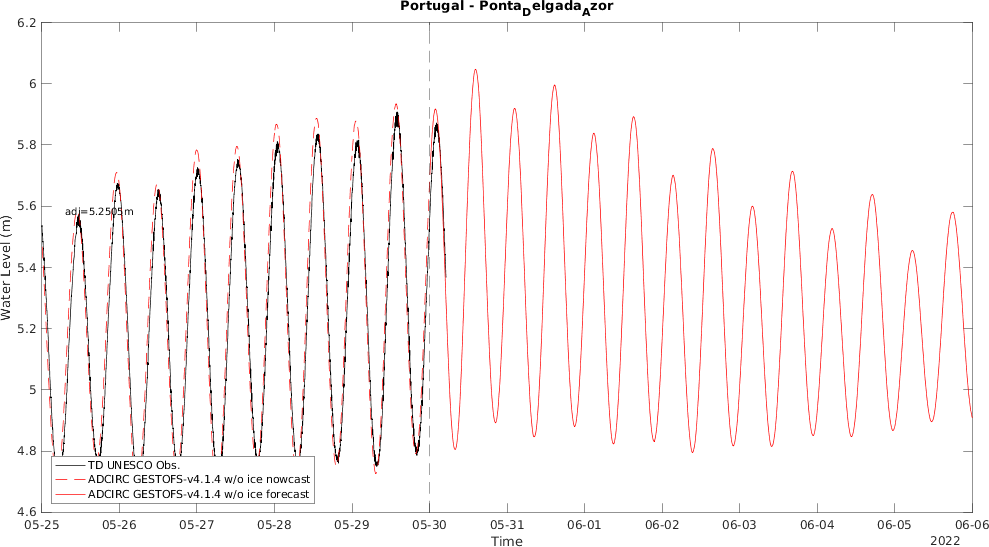 Portugal - PontaDelgadaAzor
6.2
6
5.8
5.6
5.4
5.2
5
4.8
4.6
Water Level (m)
adj=5.2505m
TD UNESCO Obs.
ADCIRC GESTOFS-v4.1.4 w/o ice nowcast
ADCIRC GESTOFS-v4.1.4 w/o ice forecast
05-25 05-26 05-27 05-28 05-29 05-30 05-31 06-01 06-02 06-03 06-04 06-05 06-06
Time
2022